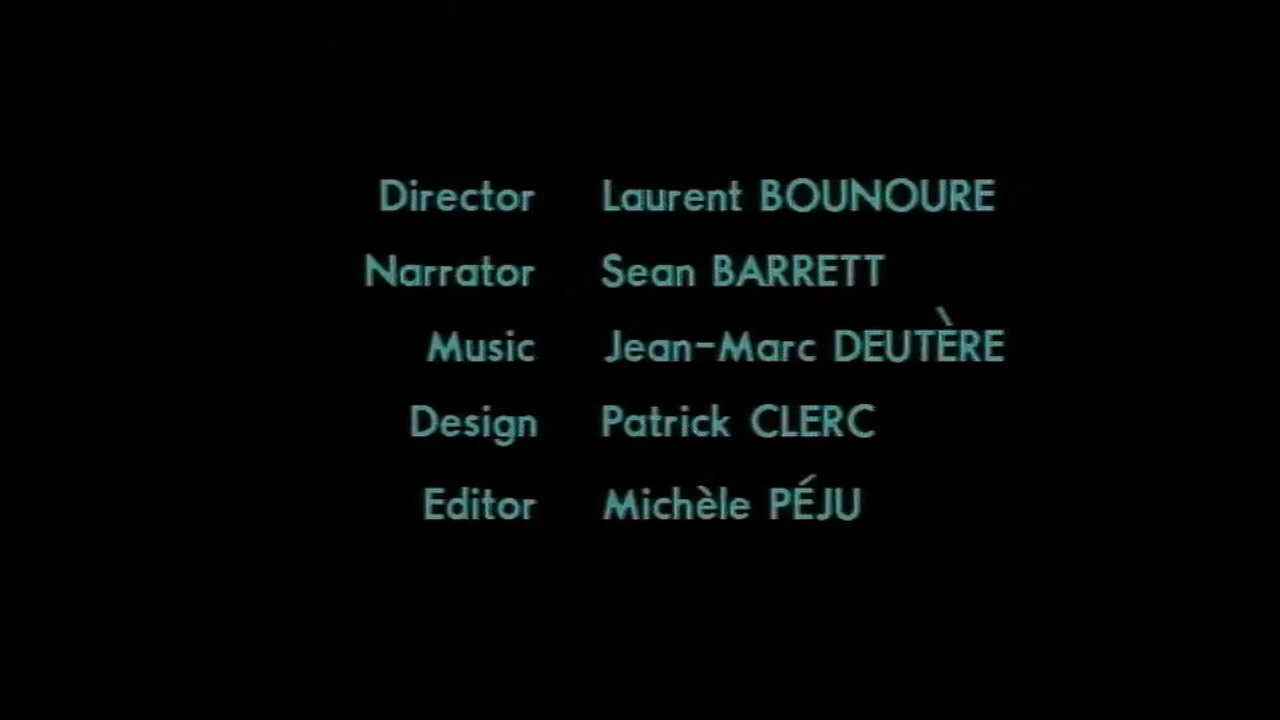 Director Laurent BOUNOURE
Narrator Sean BARRETT
Music Jean-Marc DEUTÈRE
Design Patrick CLERC
Editor Michèle PÉJU